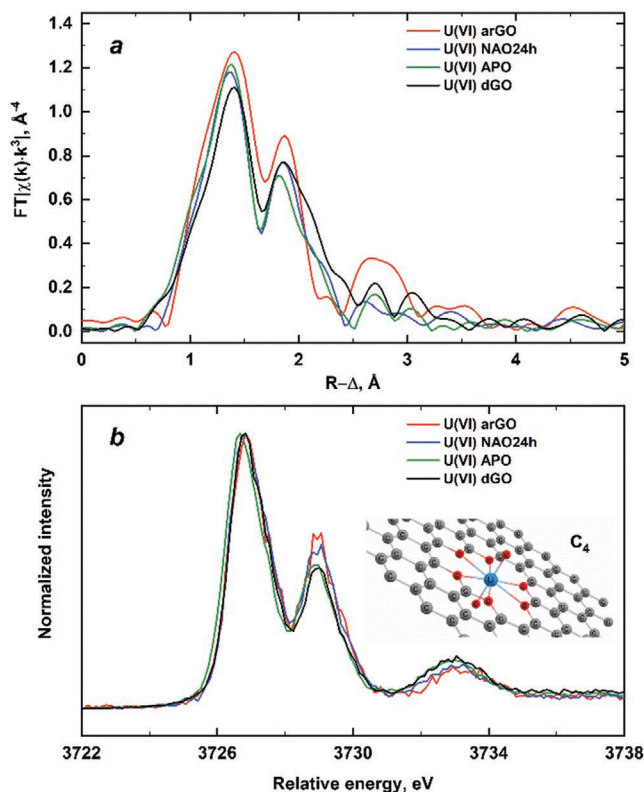 a
U(VI) arGO
U(VI) NAO24h
U(VI) APO
U(VI) dGO
1.4
1.2
1.0
0.8
0.6
0.4
0.2
0.0
FT|χ(k)·k³|, Å⁻⁴
0 1 2 3 4 5
R–Δ, Å
b
U(VI) arGO
U(VI) NAO24h
U(VI) APO
U(VI) dGO
C₄
U
Normalized intensity
3722 3726 3730 3734 3738
Relative energy, eV